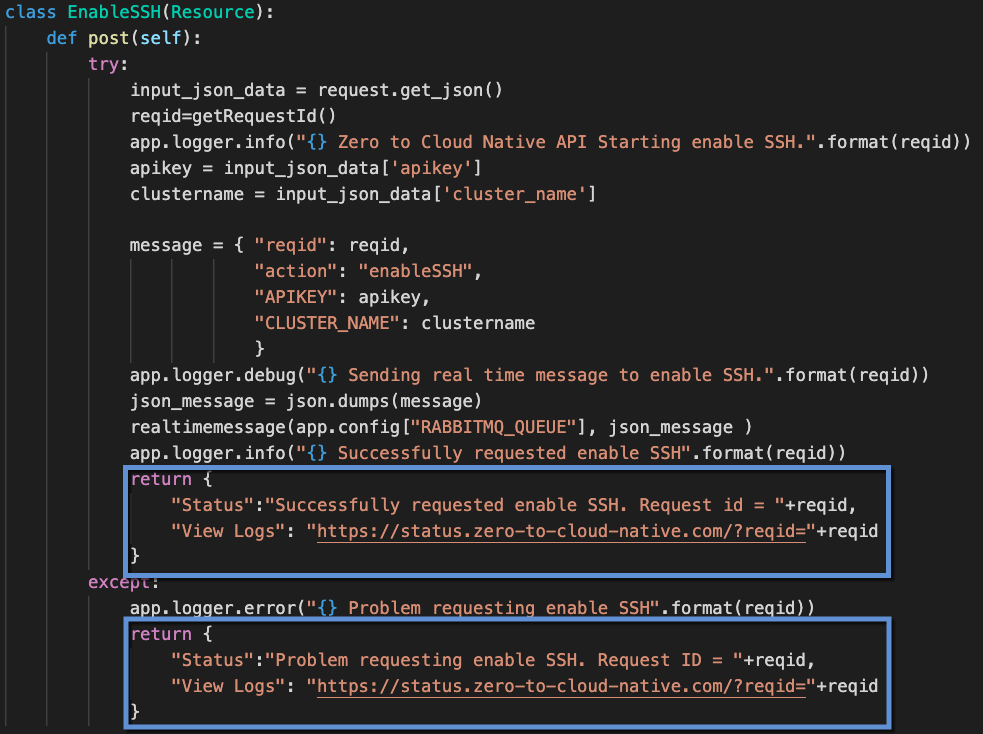 class EnableSSH(Resource):
    def post(self):
        try:
            input_json_data = request.get_json()
            reqid=getRequestId()
            app.logger.info("{} Zero to Cloud Native API Starting enable SSH.".format(reqid))
            apikey = input_json_data['apikey']
            clustername = input_json_data['cluster_name']

            message = { "reqid": reqid,
                        "action": "enableSSH",
                        "APIKEY": apikey,
                        "CLUSTER_NAME": clustername
                        }
            app.logger.debug("{} Sending real time message to enable SSH.".format(reqid))
            json_message = json.dumps(message)
            realtimemessage(app.config["RABBITMQ_QUEUE"], json_message )
            app.logger.info("{} Successfully requested enable SSH".format(reqid))
            return {
                "Status":"Successfully requested enable SSH. Request id = "+reqid,
                "View Logs": "https://status.zero-to-cloud-native.com/?reqid="+reqid
            }
        except:
            app.logger.error("{} Problem requesting enable SSH".format(reqid))
            return {
                "Status":"Problem requesting enable SSH. Request ID = "+reqid,
                "View Logs": "https://status.zero-to-cloud-native.com/?reqid="+reqid
            }